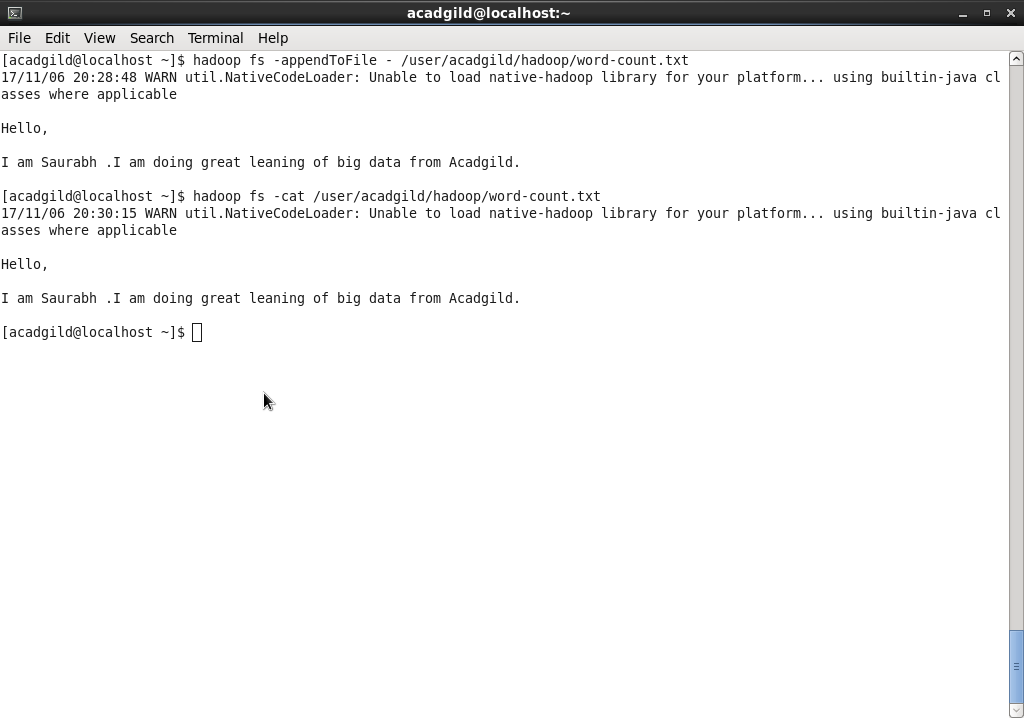 acadgild@localhost:~
File Edit View Search Terminal Help
[acadgild@localhost ~]$ hadoop fs -appendToFile - /user/acadgild/hadoop/word-count.txt
17/11/06 20:28:48 WARN util.NativeCodeLoader: Unable to load native-hadoop library for your platform... using builtin-java cl
asses where applicable
Hello,
I am Saurabh .I am doing great leaning of big data from Acadgild.
[acadgild@localhost ~]$ hadoop fs -cat /user/acadgild/hadoop/word-count.txt
17/11/06 20:30:15 WARN util.NativeCodeLoader: Unable to load native-hadoop library for your platform... using builtin-java cl
asses where applicable
Hello,
I am Saurabh .I am doing great leaning of big data from Acadgild.
[acadgild@localhost ~]$